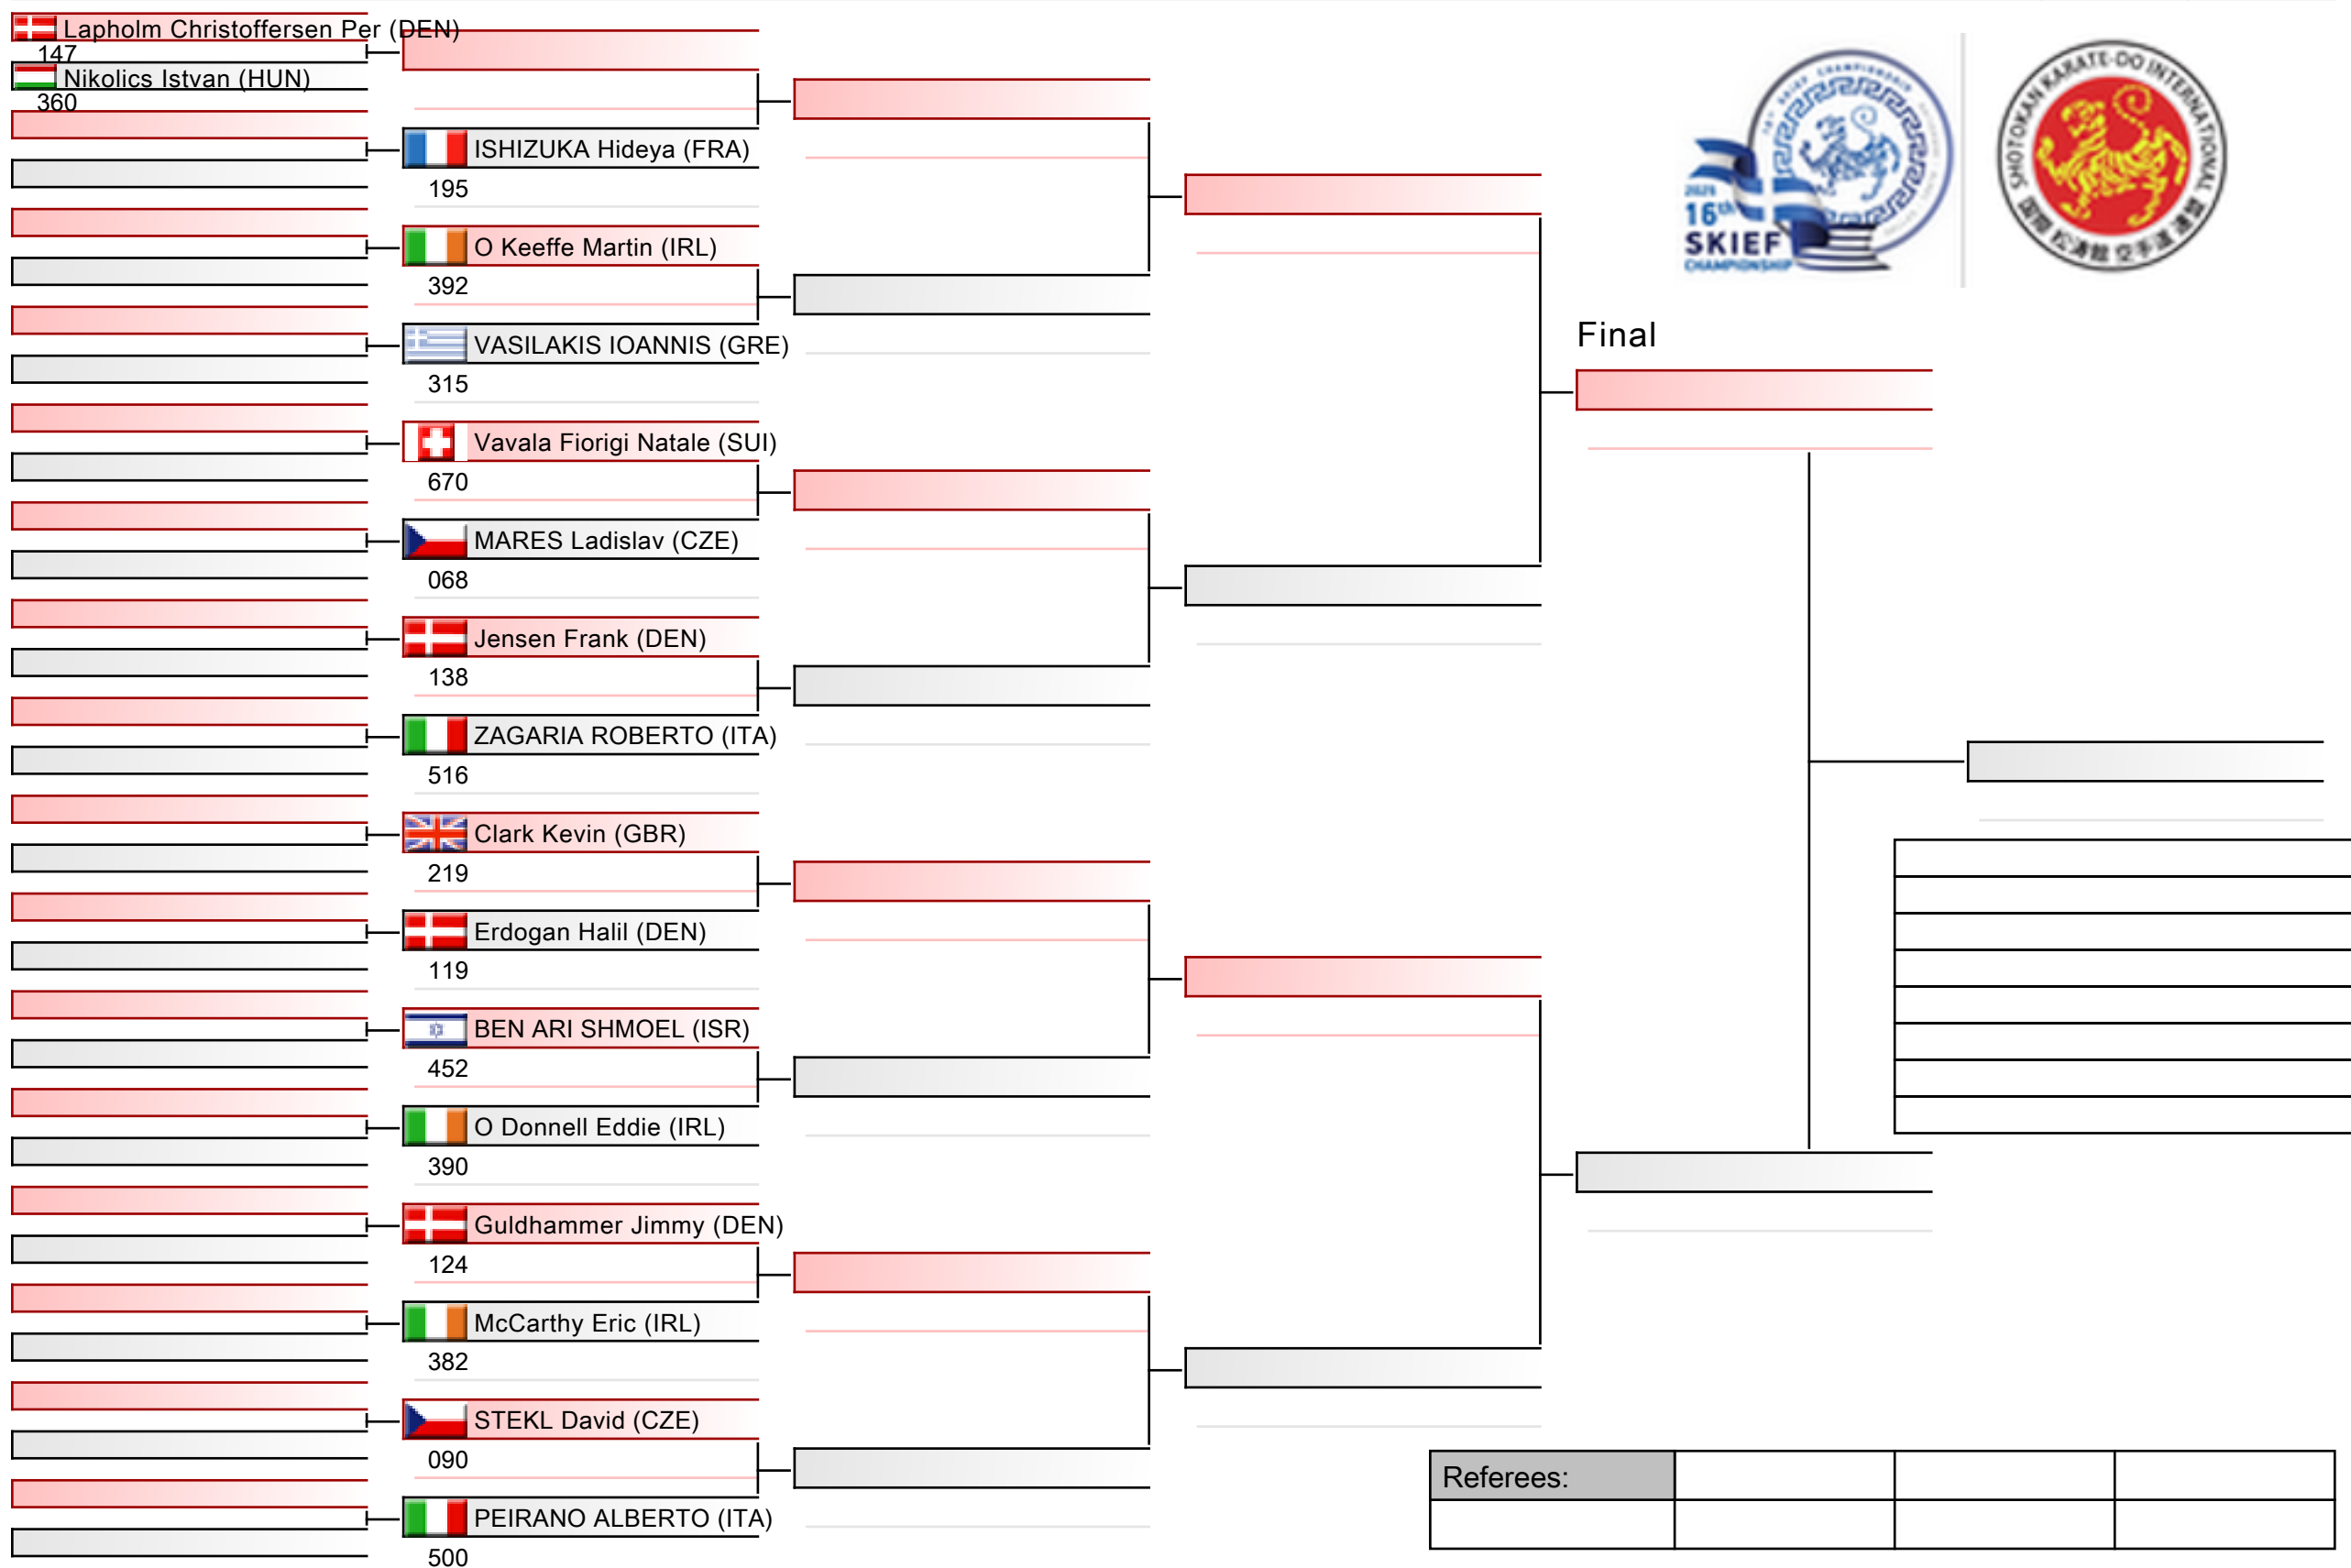 Lapholm Christoffersen Per (DEN)
147
Nikolics Istvan (HUN)
360
ISHIZUKA Hideya (FRA)
195
O Keeffe Martin (IRL)
392
VASILAKIS IOANNIS (GRE)
315
Vavala Fiorigi Natale (SUI)
670
MARES Ladislav (CZE)
068
Jensen Frank (DEN)
138
ZAGARIA ROBERTO (ITA)
516
Clark Kevin (GBR)
219
Erdogan Halil (DEN)
119
BEN ARI SHMOEL (ISR)
452
O Donnell Eddie (IRL)
390
Guldhammer Jimmy (DEN)
124
McCarthy Eric (IRL)
382
STEKL David (CZE)
090
PEIRANO ALBERTO (ITA)
500
16th
SKIEF
CHAMPIONSHIP
SHOTOKAN KARATE-DO INTERNATIONAL
Final
Referees: